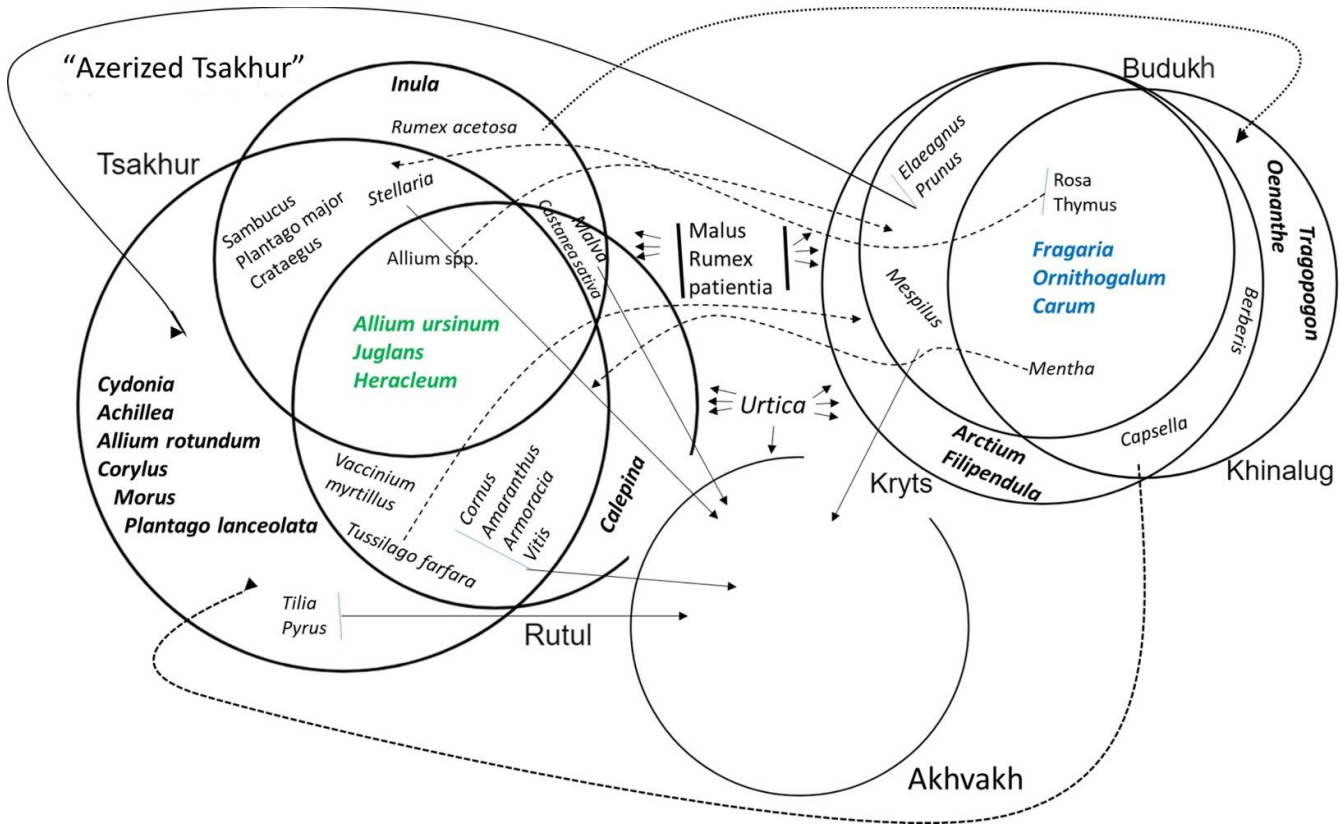 “Azerized Tsakhur”
Budukh
Inula
Rumex acetosa
Tsakhur
Stellaria
Sambucus
Plantago major
Crataegus
Malva
Castanea sativa
Allium spp.
Allium ursinum
Juglans
Heracleum
Cydonia
Achillea
Allium rotundum
Corylus
Morus
Plantago lanceolata
Vaccinium
myrtillus
Tussilago farfara
Cornus
Amaranthus
Armoracia
Vitis
Calepina
Tilia
Pyrus
Rutul
Malus
Rumex
patientia
Urtica
Elaeagnus
Prunus
Rosa
Thymus
Fragaria
Ornithogalum
Carum
Mespilus
Mentha
Berberis
Oenanthe
Tragopogon
Capsella
Arctium
Filipendula
Kryts
Khinalug
Akhvakh